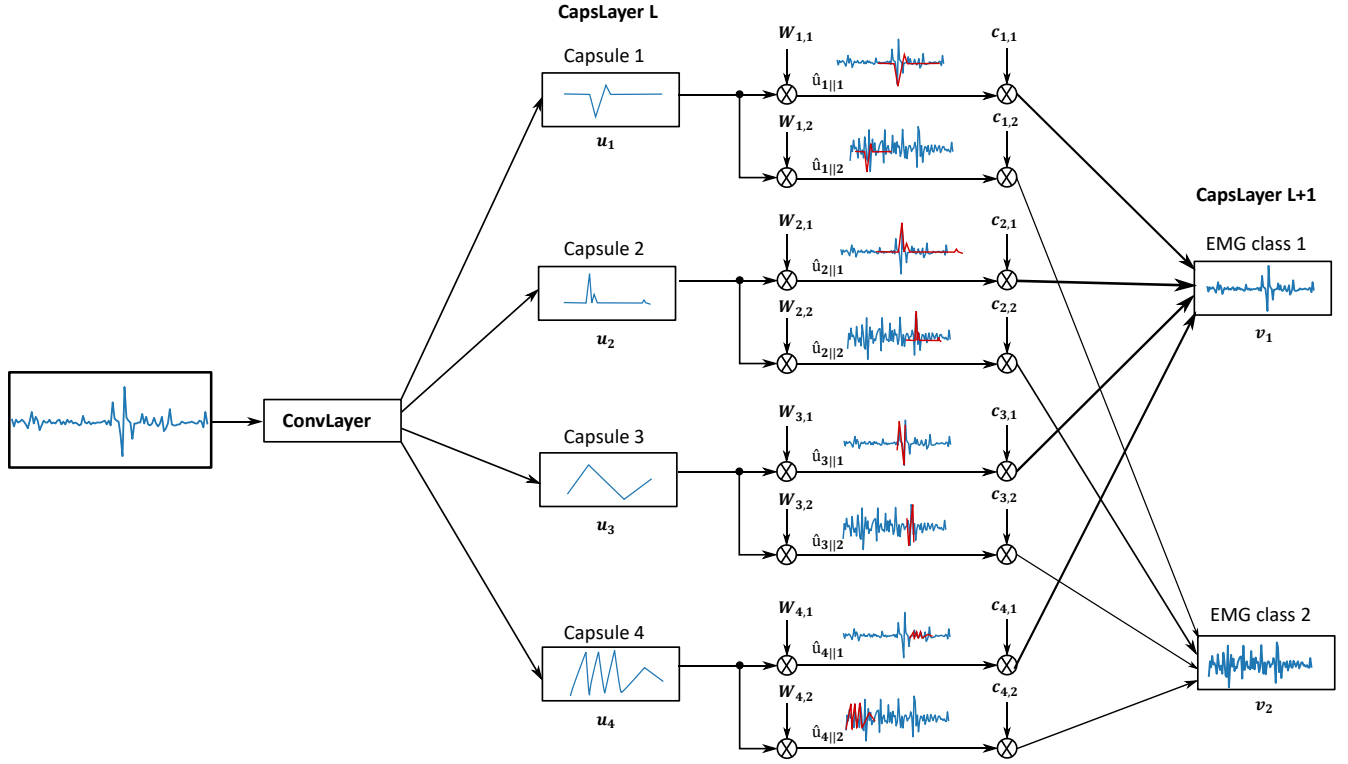 CapsLayer L
Capsule 1
u₁
W₁,₁
û₁||₁
c₁,₁
W₁,₂
û₁||₂
c₁,₂
Capsule 2
u₂
W₂,₁
û₂||₁
c₂,₁
W₂,₂
û₂||₂
c₂,₂
ConvLayer
Capsule 3
u₃
W₃,₁
û₃||₁
c₃,₁
W₃,₂
û₃||₂
c₃,₂
Capsule 4
u₄
W₄,₁
û₄||₁
c₄,₁
W₄,₂
û₄||₂
c₄,₂
CapsLayer L+1
EMG class 1
v₁
EMG class 2
v₂